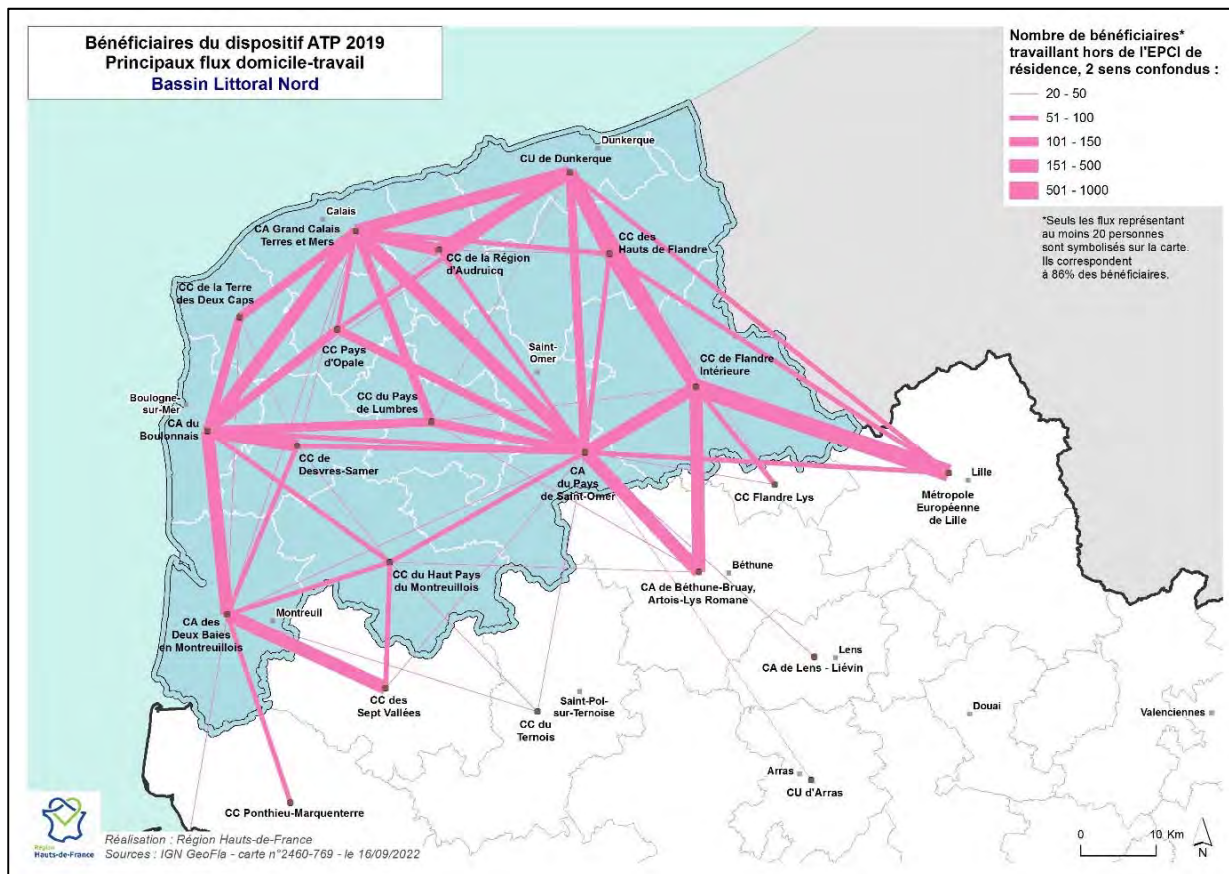 Bénéficiaires du dispositif ATP 2019
Principaux flux domicile-travail
Bassin Littoral Nord
Nombre de bénéficiaires*
travaillant hors de l'EPCI de
résidence, 2 sens confondus :
20 - 50
51 - 100
101 - 150
151 - 500
501 - 1000
*Seuls les flux représentant
au moins 20 personnes
sont symbolisés sur la carte.
Ils correspondent
à 86% des bénéficiaires.
Dunkerque
CU de Dunkerque
Calais
CA Grand Calais
Terres et Mers
CC des
Hauts de Flandre
CC de la Région
d'Audruicq
CC de la Terre
des Deux Caps
CC Pays
d'Opale
Saint-
Omer
CC de Flandre
Intérieure
Boulogne-
sur-Mer
CC du Pays
de Lumbres
CA du
Boulonnais
CC de
Desvres-Samer
CA
du Pays
de Saint-Omer
CC Flandre Lys
Lille
Métropole
Européenne
de Lille
Béthune
CA de Béthune-Bruay,
Artois-Lys Romane
CC du Haut Pays
du Montreuillois
Montreuil
CA des
Deux Baies
en Montreuillois
Lens
CA de Lens - Liévin
CC des
Sept Vallées
Saint-Pol-
sur-Ternoise
CC du
Ternois
Douai
Valenciennes
Arras
CU d'Arras
CC Ponthieu-Marquenterre
Région
Hauts-de-France
Réalisation : Région Hauts-de-France
Sources : IGN GeoFla - carte n°2460-769 - le 16/09/2022
0 10 Km
N